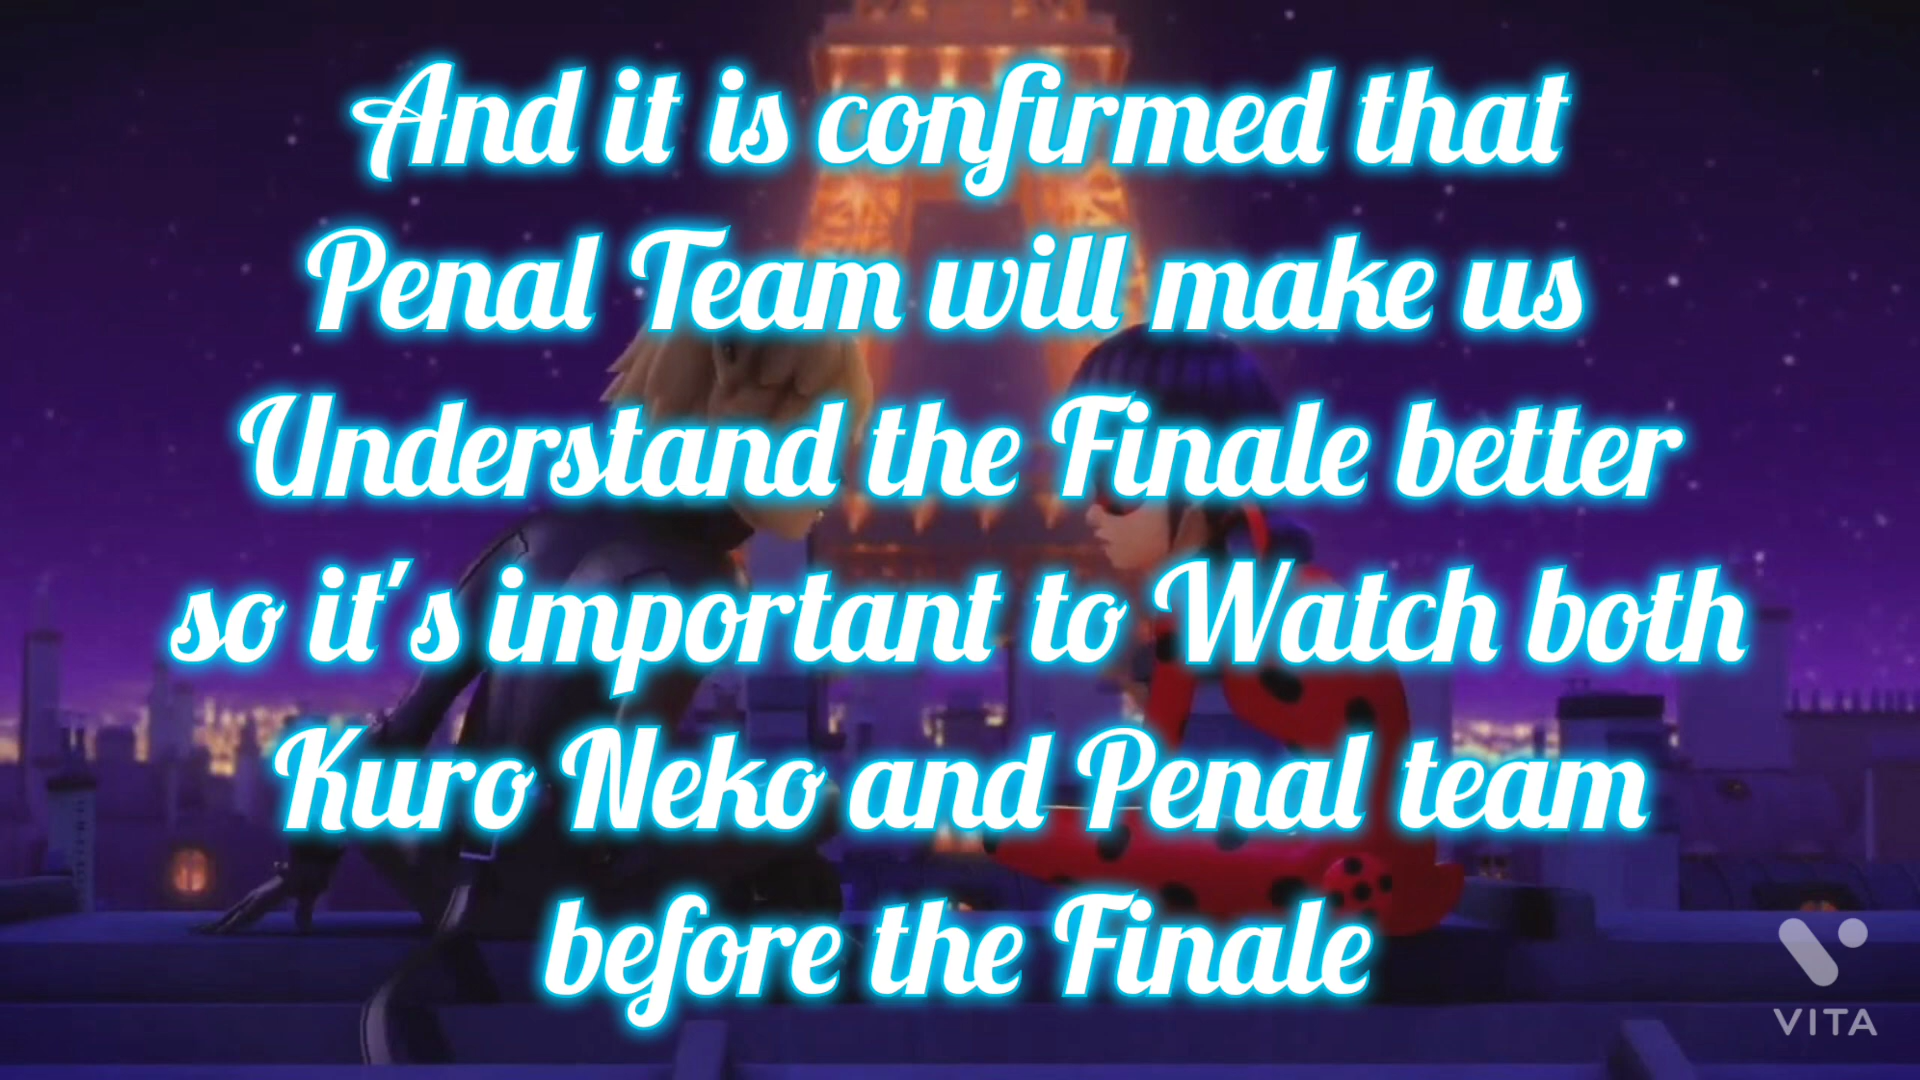 And it is confirmed that
Penal Team will make us
Understand the Finale better
so it's important to Watch both
Kuro Neko and Penal team
before the Finale
VITA